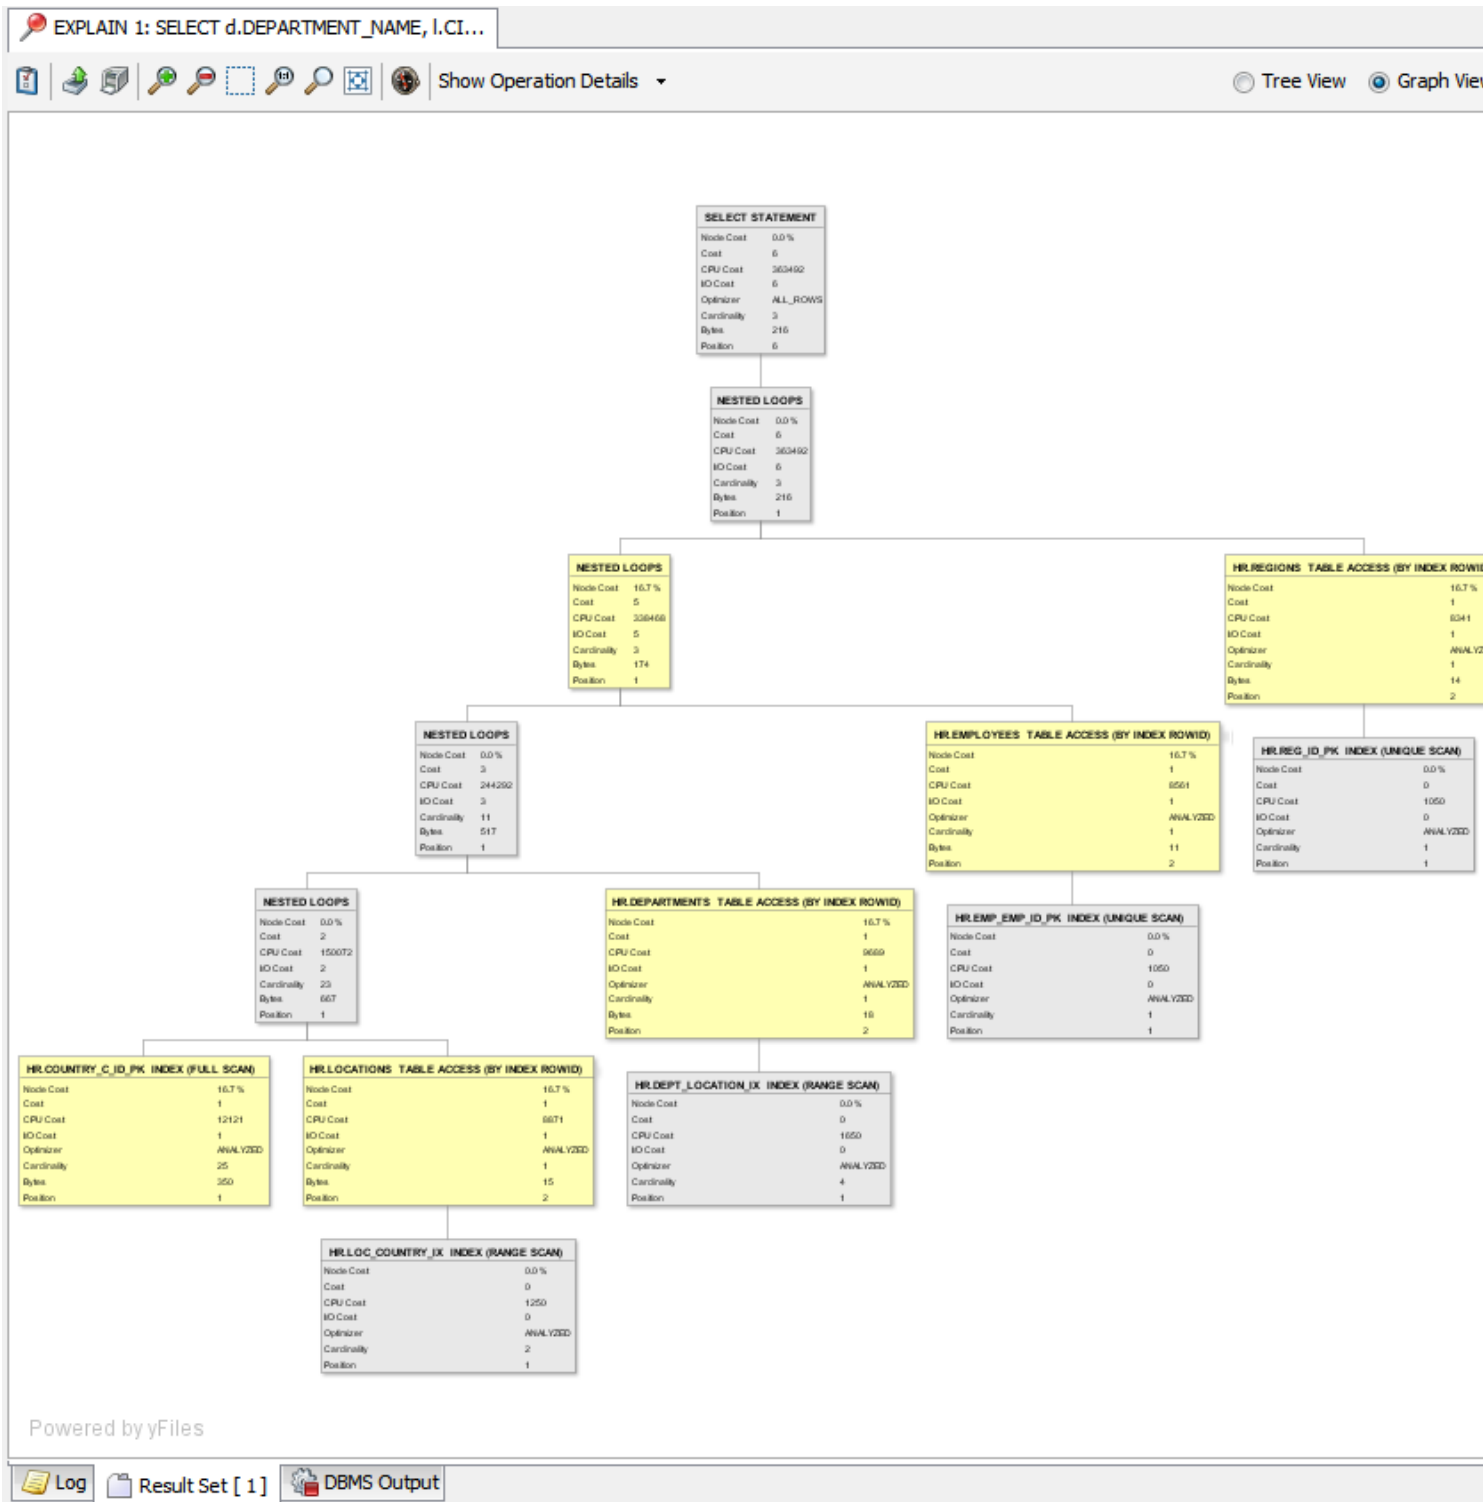 EXPLAIN 1: SELECT d.DEPARTMENT_NAME, l.CI...
Show Operation Details
Tree View
Graph View
SELECT STATEMENT
Node Cost 0.0 %
Cost 6
CPU Cost 363492
I/O Cost 6
Optimizer ALL_ROWS
Cardinality 3
Bytes 216
Position 6
NESTED LOOPS
Node Cost 0.0 %
Cost 6
CPU Cost 363492
I/O Cost 6
Cardinality 3
Bytes 216
Position 1
NESTED LOOPS
Node Cost 16.7 %
Cost 5
CPU Cost 338468
I/O Cost 5
Cardinality 3
Bytes 174
Position 1
HR.REGIONS TABLE ACCESS (BY INDEX ROWID
Node Cost 16.7 %
Cost 1
CPU Cost 8341
I/O Cost 1
Optimizer ANALYZ
Cardinality 1
Bytes 14
Position 2
NESTED LOOPS
Node Cost 0.0 %
Cost 3
CPU Cost 244292
I/O Cost 3
Cardinality 11
Bytes 517
Position 1
HR.EMPLOYEES TABLE ACCESS (BY INDEX ROWID)
Node Cost 16.7 %
Cost 1
CPU Cost 8561
I/O Cost 1
Optimizer ANALYZED
Cardinality 1
Bytes 11
Position 2
HR.REG_ID_PK INDEX (UNIQUE SCAN)
Node Cost 0.0 %
Cost 0
CPU Cost 1050
I/O Cost 0
Optimizer ANALYZED
Cardinality 1
Position 1
NESTED LOOPS
Node Cost 0.0 %
Cost 2
CPU Cost 150072
I/O Cost 2
Cardinality 23
Bytes 667
Position 1
HR.DEPARTMENTS TABLE ACCESS (BY INDEX ROWID)
Node Cost 16.7 %
Cost 1
CPU Cost 9689
I/O Cost 1
Optimizer ANALYZED
Cardinality 1
Bytes 18
Position 2
HR.EMP_EMP_ID_PK INDEX (UNIQUE SCAN)
Node Cost 0.0 %
Cost 0
CPU Cost 1050
I/O Cost 0
Optimizer ANALYZED
Cardinality 1
Position 1
HR.COUNTRY_C_ID_PK INDEX (FULL SCAN)
Node Cost 16.7 %
Cost 1
CPU Cost 12121
I/O Cost 1
Optimizer ANALYZED
Cardinality 25
Bytes 350
Position 1
HR.LOCATIONS TABLE ACCESS (BY INDEX ROWID)
Node Cost 16.7 %
Cost 1
CPU Cost
I/O Cost 1
Optimizer ANALYZED
Cardinality 1
Bytes 15
Position 2
HR.DEPT_LOCATION_IX INDEX (RANGE SCAN)
Node Cost 0.0 %
Cost 0
CPU Cost 1650
I/O Cost 0
Optimizer ANALYZED
Cardinality 4
Position 1
HR.LOC_COUNTRY_IX INDEX (RANGE SCAN)
Node Cost 0.0 %
Cost 0
CPU Cost 1250
I/O Cost 0
Optimizer ANALYZED
Cardinality 2
Position 1
Powered by yFiles
Log
Result Set [ 1 ]
DBMS Output